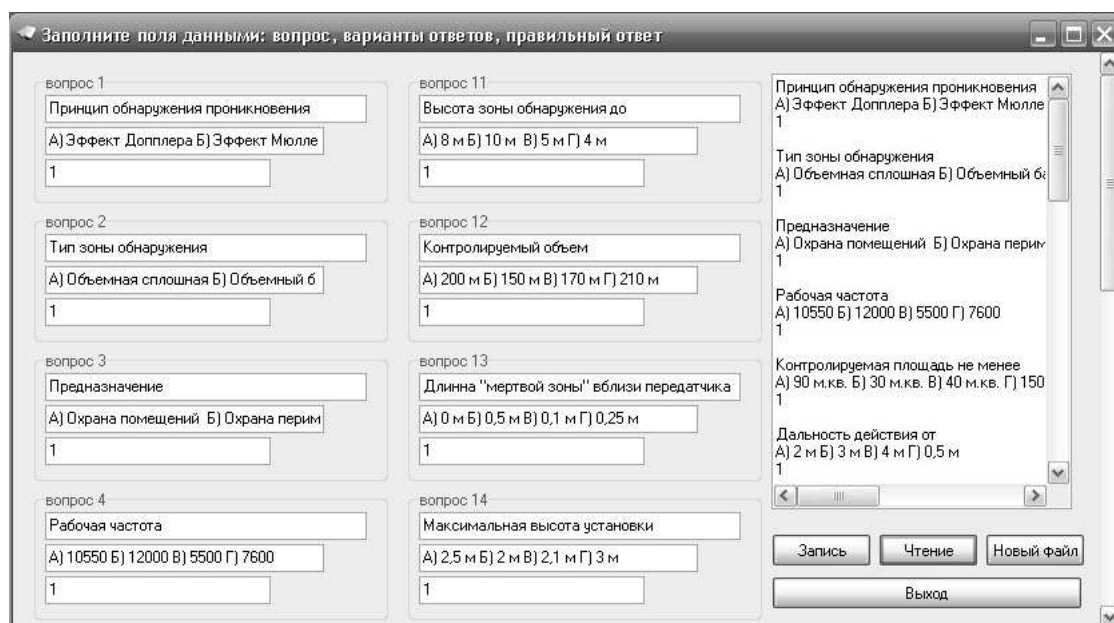 Заполните поля данными: вопрос, варианты ответов, правильный ответ
вопрос 1
Принцип обнаружения проникновения
А) Эффект Допплера Б) Эффект Мюлле
1
вопрос 2
Тип зоны обнаружения
А) Объемная сплошная Б) Объемный б
1
вопрос 3
Предназначение
А) Охрана помещений Б) Охрана перим
1
вопрос 4
Рабочая частота
А) 10550 Б) 12000 В) 5500 Г) 7600
1
вопрос 11
Высота зоны обнаружения до
А) 8 м Б) 10 м В) 5 м Г) 4 м
1
вопрос 12
Контролируемый объем
А) 200 м Б) 150 м В) 170 м Г) 210 м
1
вопрос 13
Длинна "мертвой зоны" вблизи передатчика
А) 0 м Б) 0,5 м В) 0,1 м Г) 0,25 м
1
вопрос 14
Максимальная высота установки
А) 2,5 м Б) 2 м В) 2,1 м Г) 3 м
1
Принцип обнаружения проникновения
А) Эффект Допплера Б) Эффект Мюлле
1
Тип зоны обнаружения
А) Объемная сплошная Б) Объемный ба
1
Предназначение
А) Охрана помещений Б) Охрана перим
1
Рабочая частота
А) 10550 Б) 12000 В) 5500 Г) 7600
1
Контролируемая площадь не менее
А) 90 м.кв. Б) 30 м.кв. В) 40 м.кв. Г) 150
1
Дальность действия от
А) 2 м Б) 3 м В) 4 м Г) 0,5 м
1
Запись
Чтение
Новый файл
Выход